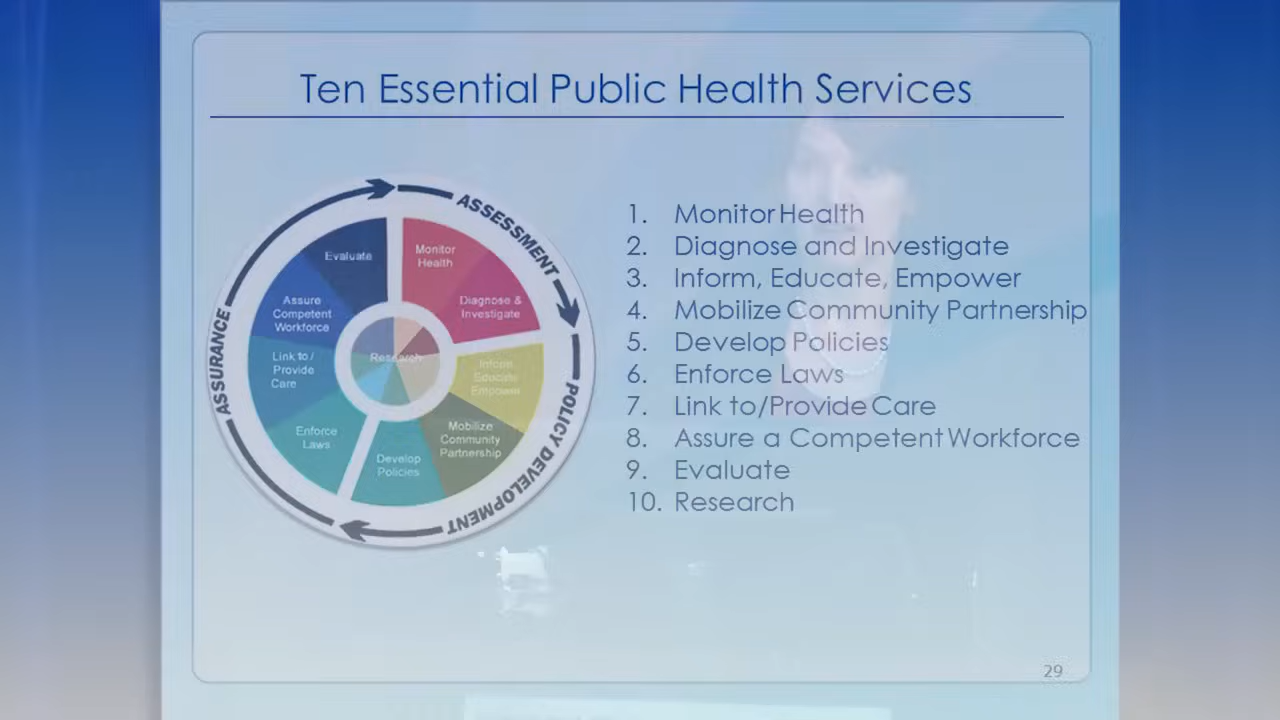 Ten Essential Public Health Services
ASSESSMENT
POLICY DEVELOPMENT
ASSURANCE
Evaluate
Monitor
Health
Assure
Competent
Workforce
Diagnose &
Investigate
Link to/
Provide
Care
Research
Inform
Educate
Empower
Enforce
Laws
Mobilize
Community
Partnership
Develop
Policies
1. Monitor Health
2. Diagnose and Investigate
3. Inform, Educate, Empower
4. Mobilize Community Partnership
5. Develop Policies
6. Enforce Laws
7. Link to/Provide Care
8. Assure a Competent Workforce
9. Evaluate
10. Research
29